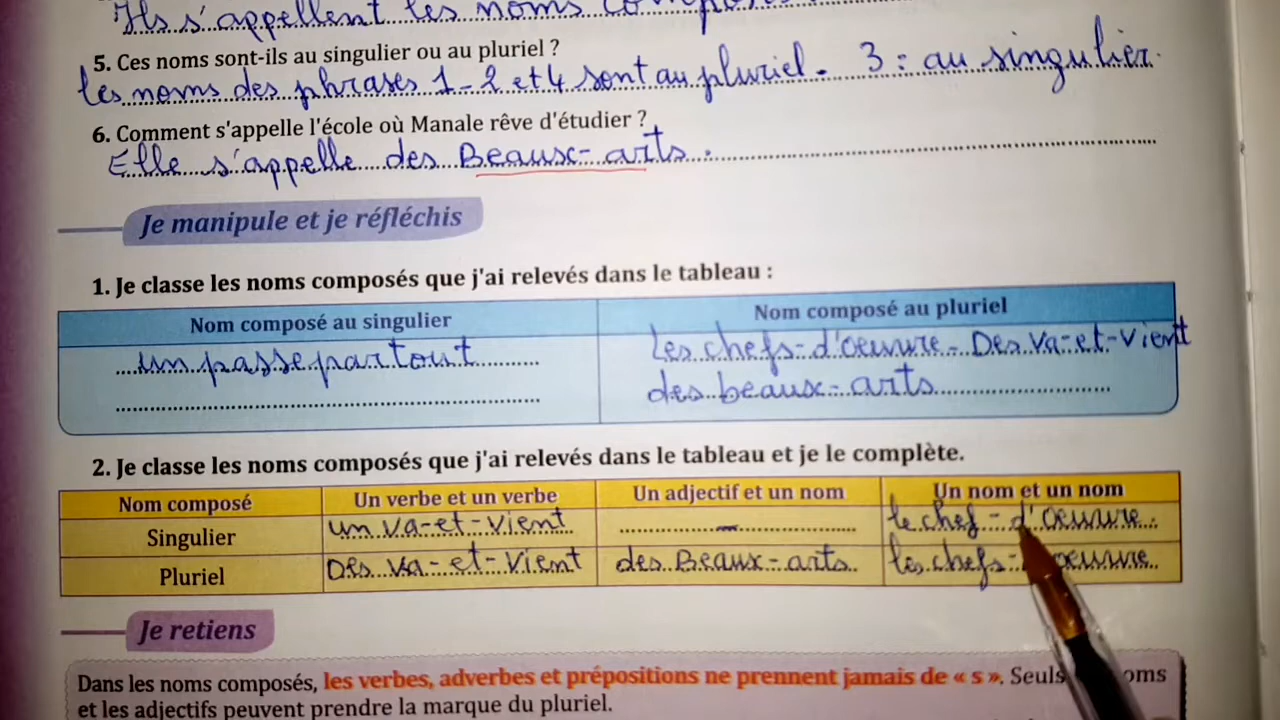 Ils s'appellent les noms
5. Ces noms sont-ils au singulier ou au pluriel ?
Les noms des phrases 1-2 et 4 sont au pluriel. 3 : au singulier.
6. Comment s'appelle l'école où Manale rêve d'étudier ?
Elle s'appelle des Beaux-arts.
Je manipule et je réfléchis
1. Je classe les noms composés que j'ai relevés dans le tableau :
Nom composé au singulier Nom composé au pluriel
un passepartout Les chefs-d'œuvre - Des va-et-vient
des beaux-arts
2. Je classe les noms composés que j'ai relevés dans le tableau et je le complète.
Nom composé Un verbe et un verbe Un adjectif et un nom Un nom et un nom
Singulier un va-et-vient - le chef-d'œuvre.
Pluriel Des va-et-vient des Beaux-arts. les chefs- œuvre.
Je retiens
Dans les noms composés, les verbes, adverbes et prépositions ne prennent jamais de « s ». Seuls
et les adjectifs peuvent prendre la marque du pluriel.